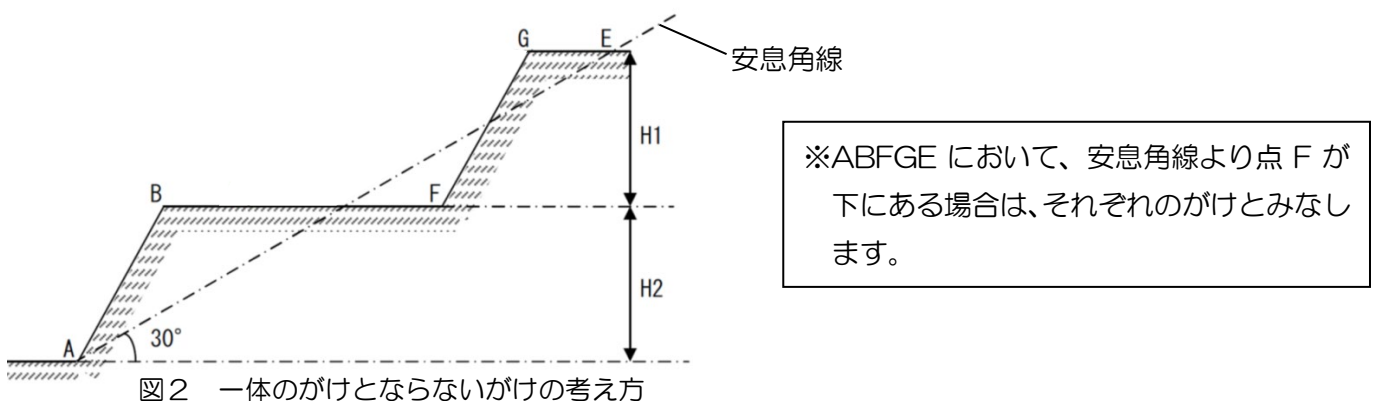 G
E
安息角線
H1
※ABFGE において、安息角線より点 F が
下にある場合は、それぞれのがけとみなし
ます。
B
F
H2
A
30°
図2 一体のがけとならないがけの考え方